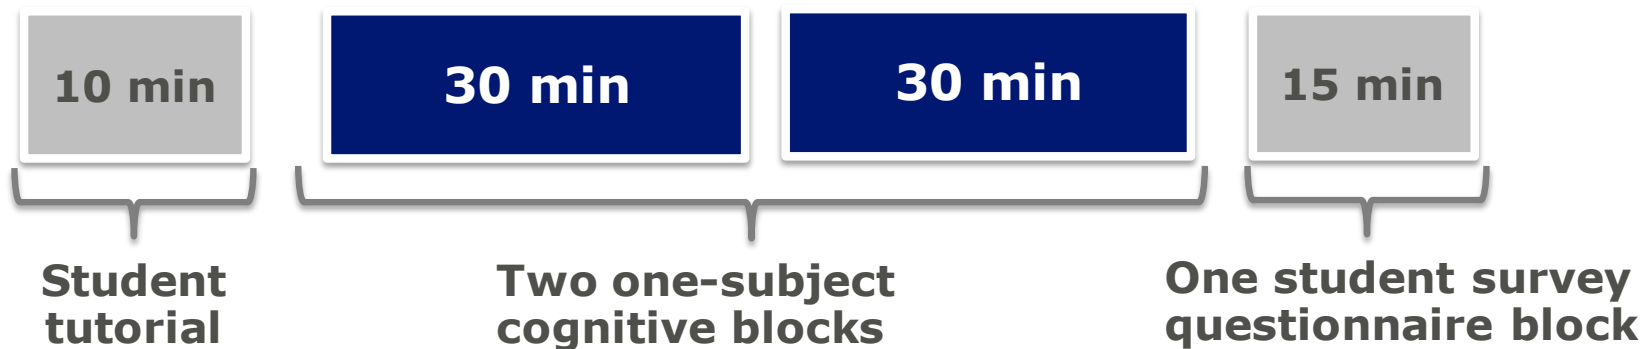 10 min
30 min
30 min
15 min
Student
tutorial
Two one-subject
cognitive blocks
One student survey
questionnaire block